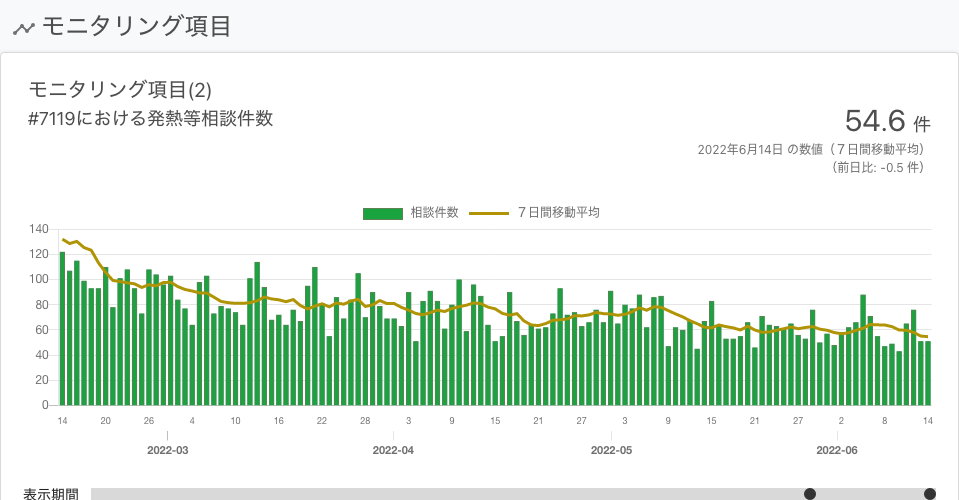 モニタリング項目
モニタリング項目(2)
#7119における発熱等相談件数
54.6 件
2022年6月14日 の数値（７日間移動平均）
（前日比: -0.5 件）
相談件数 ７日間移動平均
140
120
100
80
60
40
20
0
14 20 26 4 10 16 22 28 3 9 15 21 27 3 9 15 21 27 2 8 14
2022-03 2022-04 2022-05 2022-06
表示期間